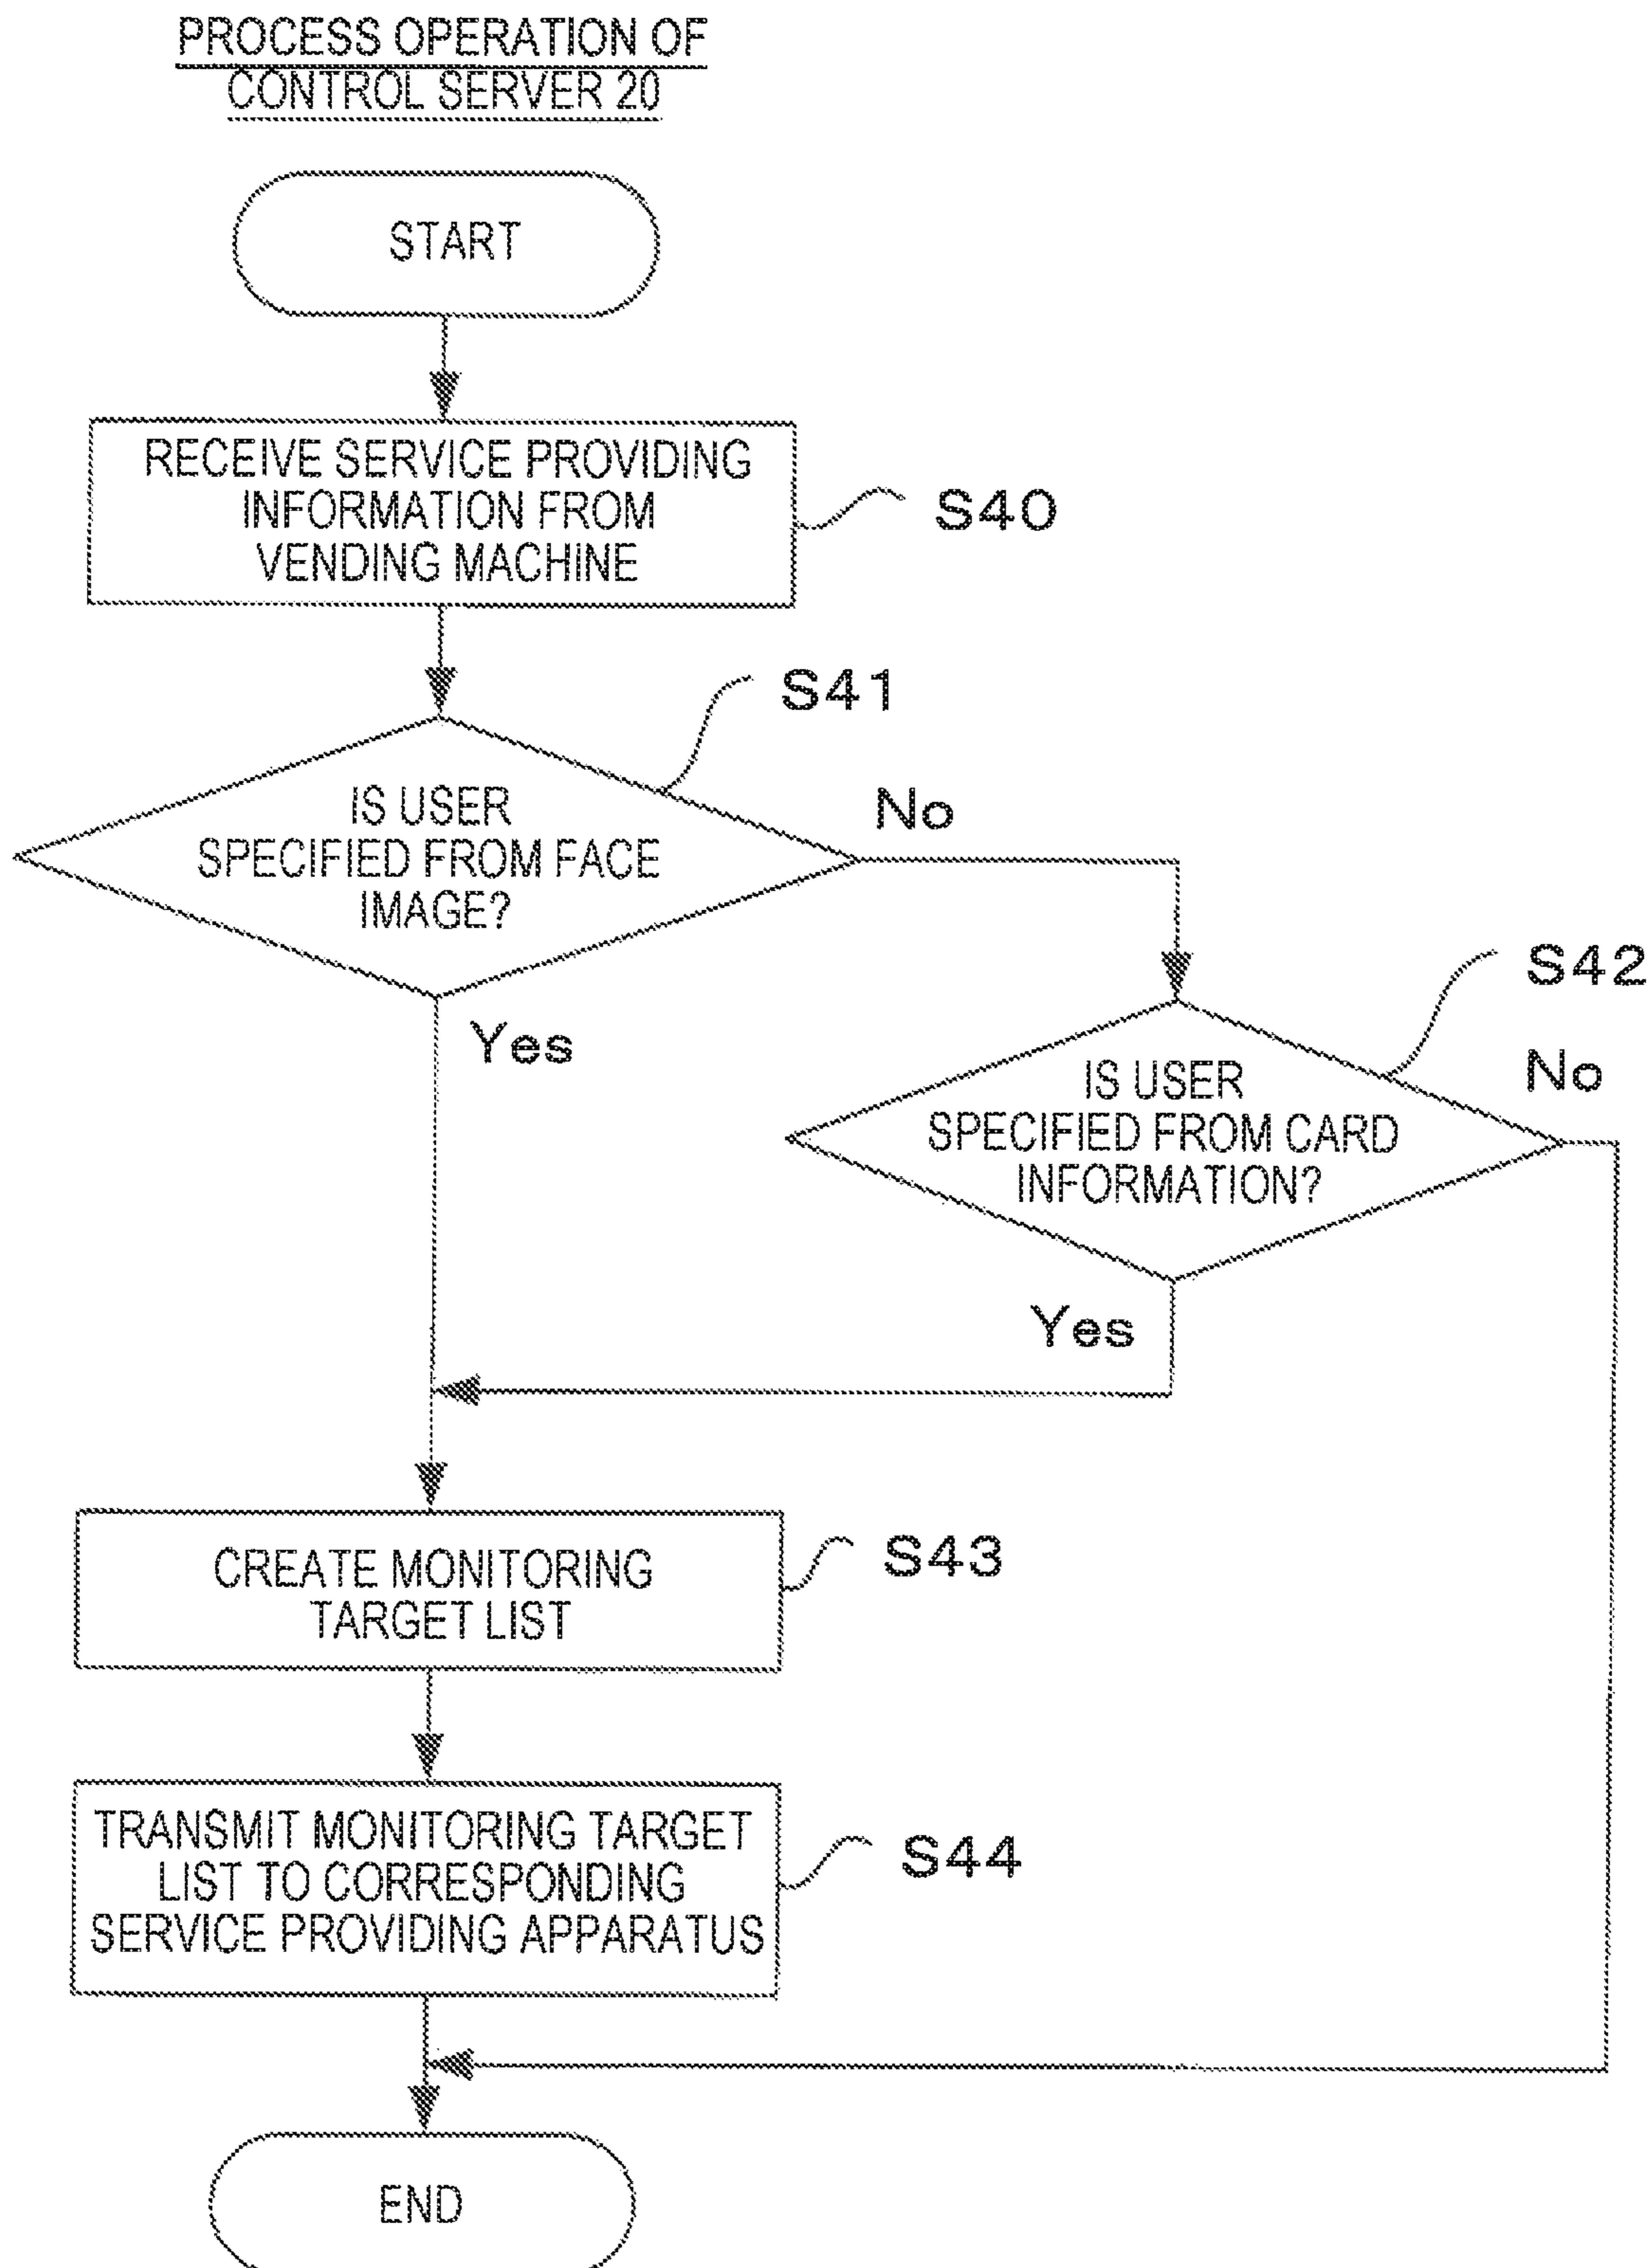 PROCESS OPERATION OF
CONTROL SERVER 20
START
RECEIVE SERVICE PROVIDING
INFORMATION FROM
VENDING MACHINE
S40
S41
IS USER
SPECIFIED FROM FACE
IMAGE?
No
Yes
S42
IS USER
SPECIFIED FROM CARD
INFORMATION?
No
Yes
CREATE MONITORING
TARGET LIST
S43
TRANSMIT MONITORING TARGET
LIST TO CORRESPONDING
SERVICE PROVIDING APPARATUS
S44
END